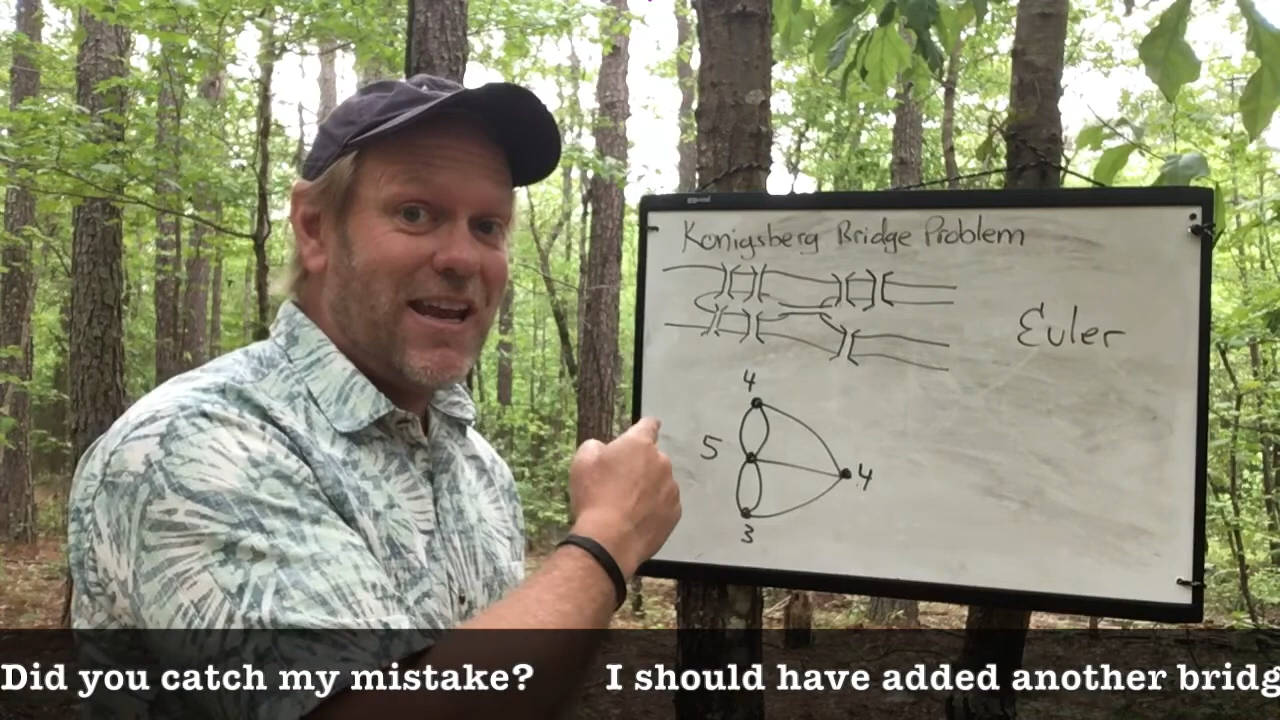 Konigsberg Bridge Problem
Euler
4
5
4
3
Did you catch my mistake? I should have added another bridg